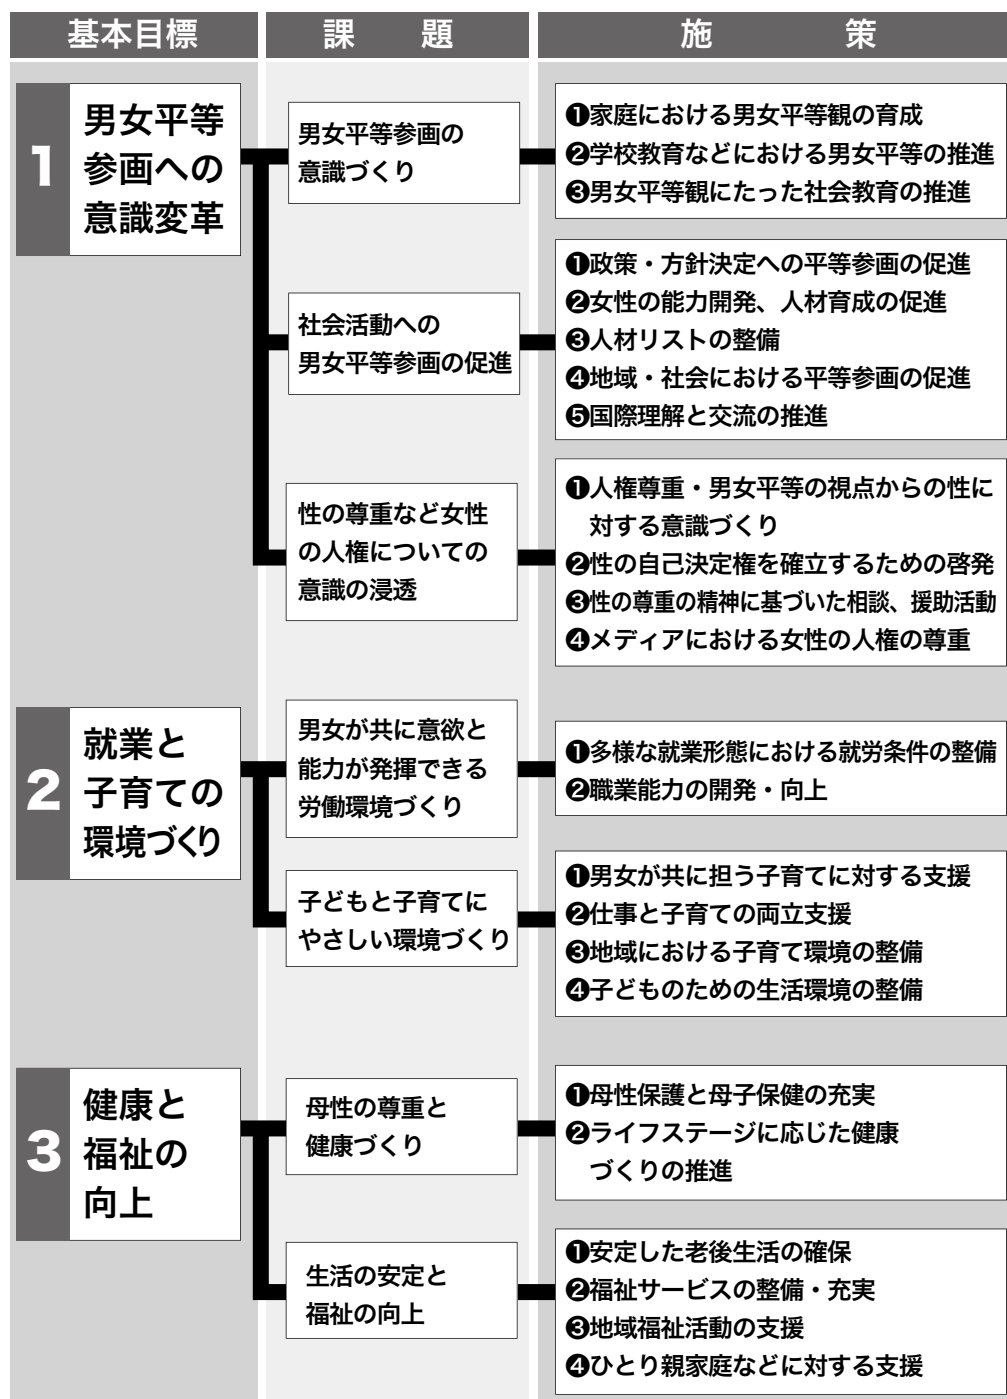 基本目標
課題
施策
1
男女平等
参画への
意識変革
男女平等参画の
意識づくり
❶家庭における男女平等観の育成
❷学校教育などにおける男女平等の推進
❸男女平等観にたった社会教育の推進
社会活動への
男女平等参画の促進
❶政策・方針決定への平等参画の促進
❷女性の能力開発、人材育成の促進
❸人材リストの整備
❹地域・社会における平等参画の促進
❺国際理解と交流の推進
性の尊重など女性
の人権についての
意識の浸透
❶人権尊重・男女平等の視点からの性に
対する意識づくり
❷性の自己決定権を確立するための啓発
❸性の尊重の精神に基づいた相談、援助活動
❹メディアにおける女性の人権の尊重
2
就業と
子育ての
環境づくり
男女が共に意欲と
能力が発揮できる
労働環境づくり
❶多様な就業形態における就労条件の整備
❷職業能力の開発・向上
子どもと子育てに
やさしい環境づくり
❶男女が共に担う子育てに対する支援
❷仕事と子育ての両立支援
❸地域における子育て環境の整備
❹子どものための生活環境の整備
3
健康と
福祉の
向上
母性の尊重と
健康づくり
❶母性保護と母子保健の充実
❷ライフステージに応じた健康
づくりの推進
生活の安定と
福祉の向上
❶安定した老後生活の確保
❷福祉サービスの整備・充実
❸地域福祉活動の支援
❹ひとり親家庭などに対する支援